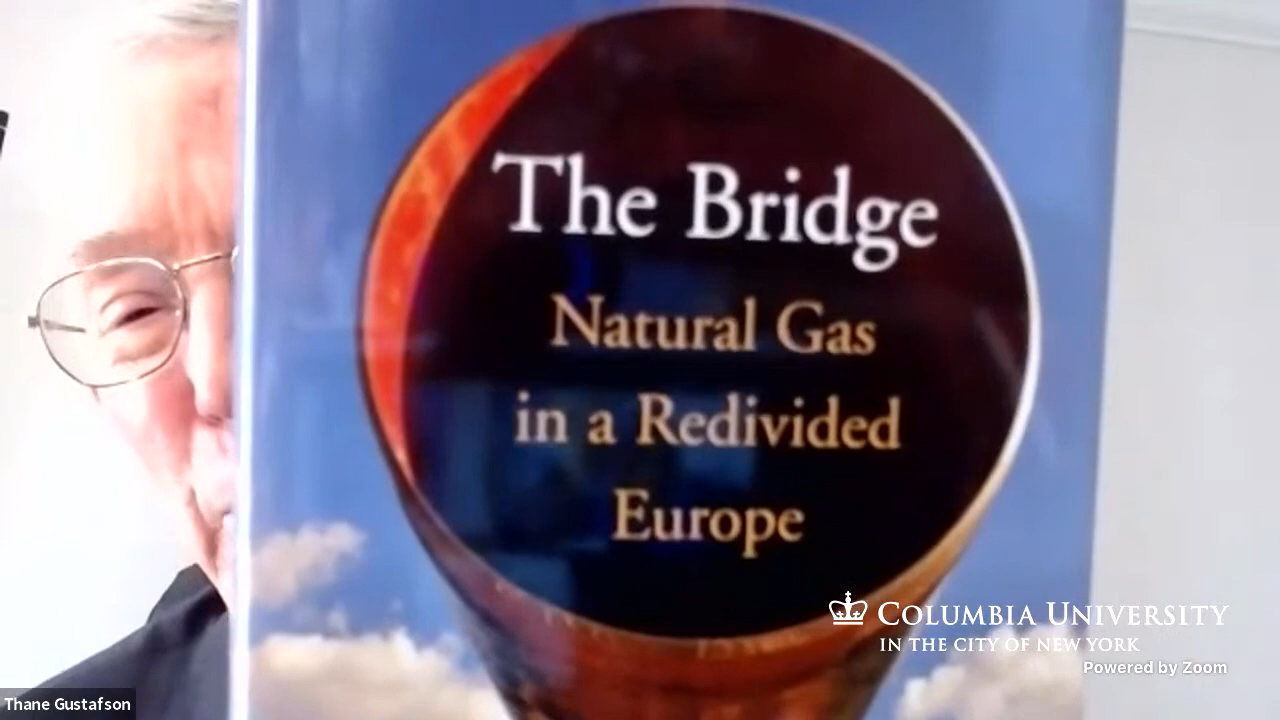 The Bridge
Natural Gas
in a Redivided
Europe
COLUMBIA UNIVERSITY
IN THE CITY OF NEW YORK
Powered by Zoom
Thane Gustafson